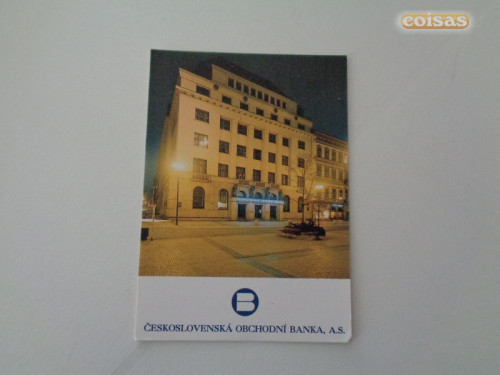 coisas
B
ČESKOSLOVENSKÁ OBCHODNÍ BANKA, A.S.